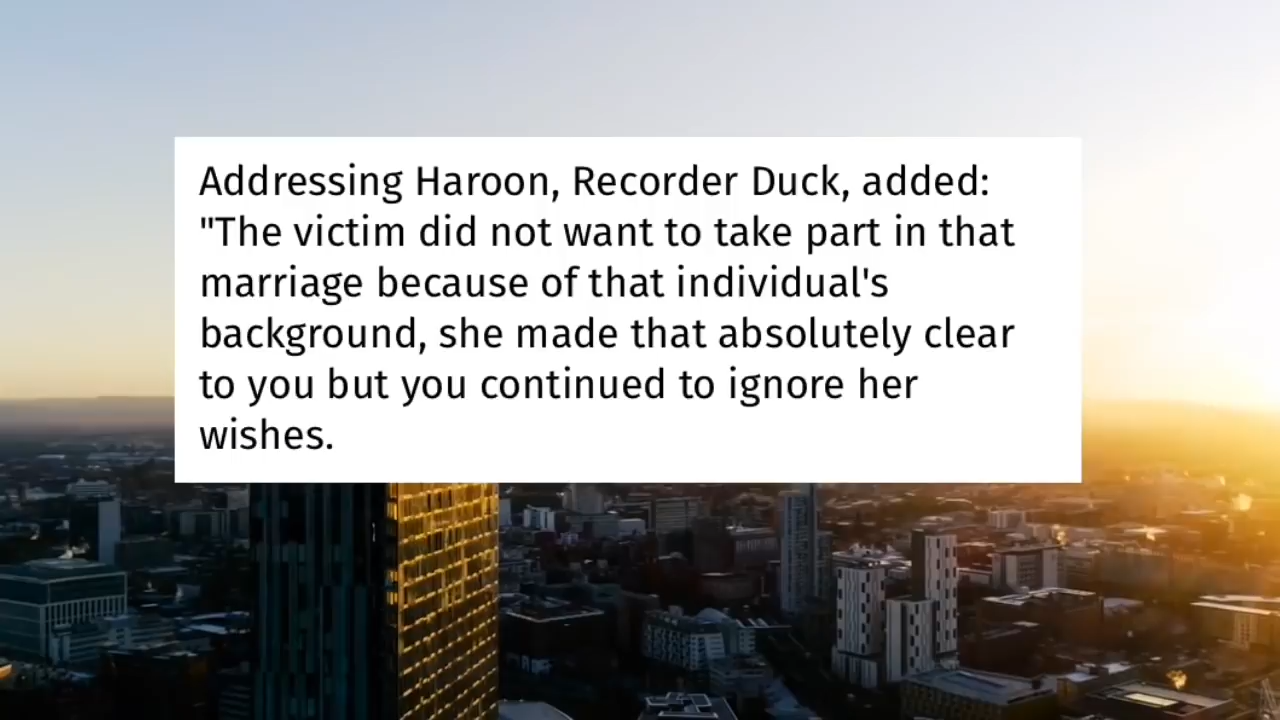 Addressing Haroon, Recorder Duck, added:
"The victim did not want to take part in that
marriage because of that individual's
background, she made that absolutely clear
to you but you continued to ignore her
wishes.